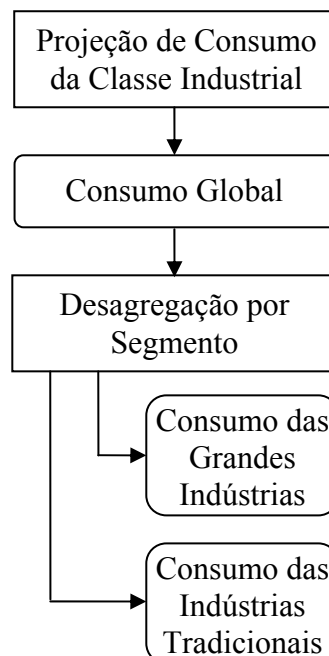 Projeção de Consumo
da Classe Industrial
Consumo Global
Desagregação por
Segmento
Consumo das
Grandes
Indústrias
Consumo das
Indústrias
Tradicionais